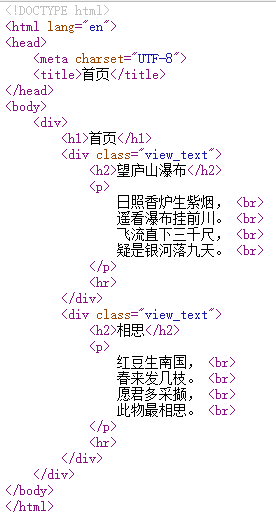 <!DOCTYPE html>
<html lang="en">
<head>
    <meta charset="UTF-8">
    <title>首页</title>
</head>
<body>
    <div>
        <h1>首页</h1>
        <div class="view_text">
            <h2>望庐山瀑布</h2>
            <p>
                日照香炉生紫烟， <br>
                遥看瀑布挂前川。 <br>
                飞流直下三千尺， <br>
                疑是银河落九天。 <br>
            </p>
            <hr>
        </div>
        <div class="view_text">
            <h2>相思</h2>
            <p>
                红豆生南国， <br>
                春来发几枝。 <br>
                愿君多采撷， <br>
                此物最相思。 <br>
            </p>
            <hr>
        </div>
    </div>
</body>
</html>